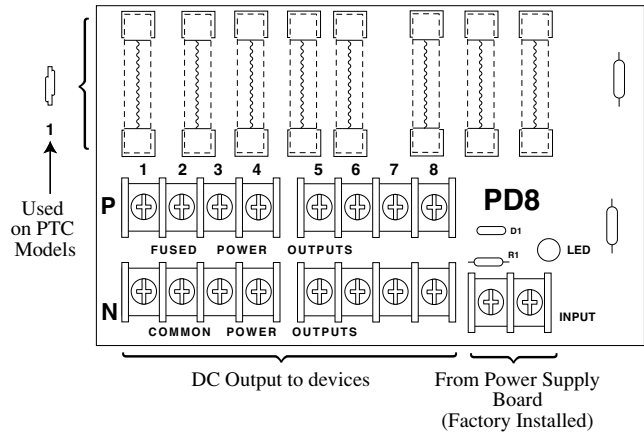 1
Used
on PTC
Models
1 2 3 4 5 6 7 8
P
PD8
D1
FUSED POWER OUTPUTS
LED
R1
N
INPUT
COMMON POWER OUTPUTS
DC Output to devices
From Power Supply
Board
(Factory Installed)